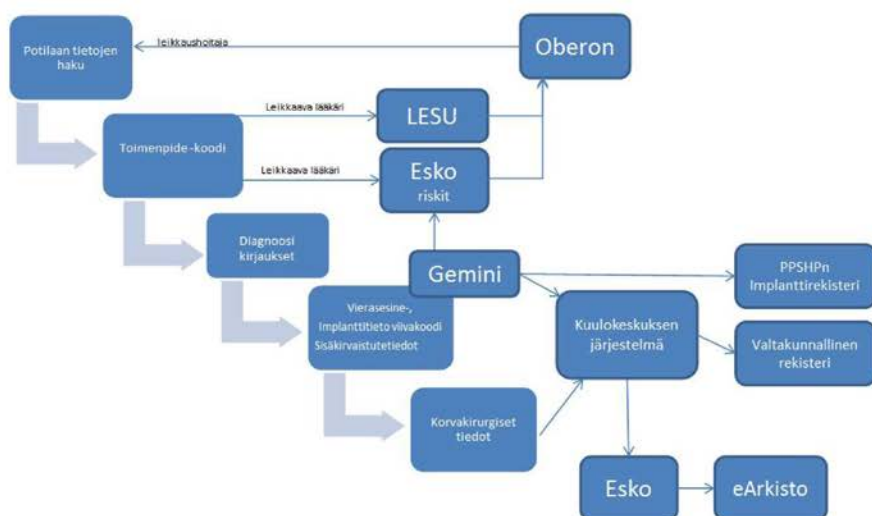 Potilaan tietojen
haku
leikkaushoitaja
Oberon
Leikkaava lääkäri
LESU
Toimenpide -koodi
Leikkaava lääkäri
Esko
riskit
Diagnoosi
kirjaukset
Gemini
PPSHPn
Implanttirekisteri
Vierasesine-,
Implanttitieto viivakoodi
Sisäkirvaistutetiedot
Kuulokeskuksen
järjestelmä
Valtakunnallinen
rekisteri
Korvakirurgiset
tiedot
Esko
eArkisto